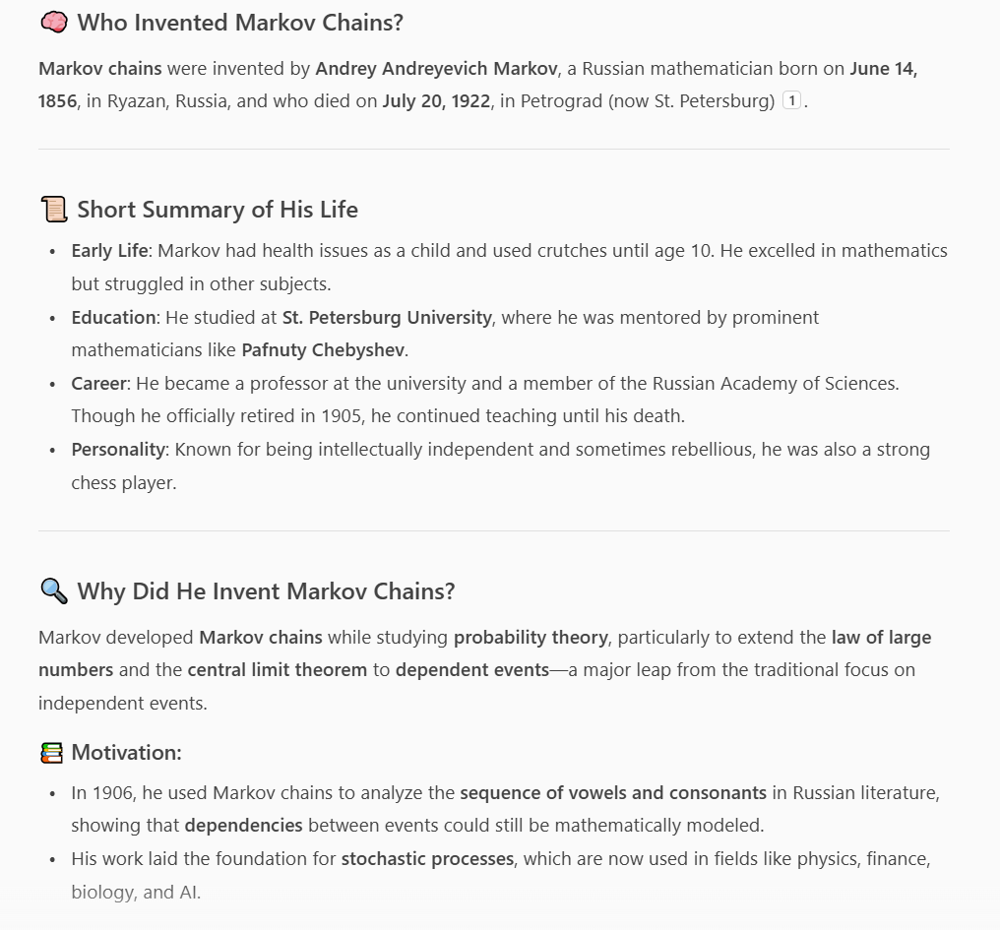 Who Invented Markov Chains?
Markov chains were invented by Andrey Andreyevich Markov, a Russian mathematician born on June 14,
1856, in Ryazan, Russia, and who died on July 20, 1922, in Petrograd (now St. Petersburg) 1 .
Short Summary of His Life
• Early Life: Markov had health issues as a child and used crutches until age 10. He excelled in mathematics
but struggled in other subjects.
• Education: He studied at St. Petersburg University, where he was mentored by prominent
mathematicians like Pafnuty Chebyshev.
• Career: He became a professor at the university and a member of the Russian Academy of Sciences.
Though he officially retired in 1905, he continued teaching until his death.
• Personality: Known for being intellectually independent and sometimes rebellious, he was also a strong
chess player.
Why Did He Invent Markov Chains?
Markov developed Markov chains while studying probability theory, particularly to extend the law of large
numbers and the central limit theorem to dependent events—a major leap from the traditional focus on
independent events.
Motivation:
• In 1906, he used Markov chains to analyze the sequence of vowels and consonants in Russian literature,
showing that dependencies between events could still be mathematically modeled.
• His work laid the foundation for stochastic processes, which are now used in fields like physics, finance,
biology, and AI.